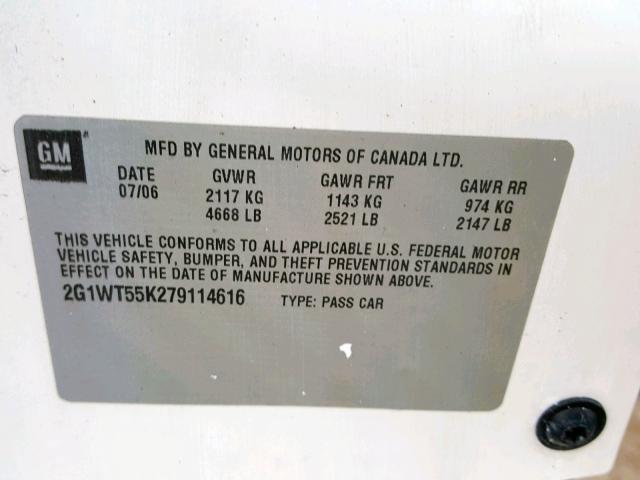 GM
MFD BY GENERAL MOTORS OF CANADA LTD.
DATE GVWR GAWR FRT GAWR RR
07/06 2117 KG 1143 KG 974 KG
4668 LB 2521 LB 2147 LB
THIS VEHICLE CONFORMS TO ALL APPLICABLE U.S. FEDERAL MOTOR
VEHICLE SAFETY, BUMPER, AND THEFT PREVENTION STANDARDS IN
EFFECT ON THE DATE OF MANUFACTURE SHOWN ABOVE.
2G1WT55K279114616 TYPE: PASS CAR